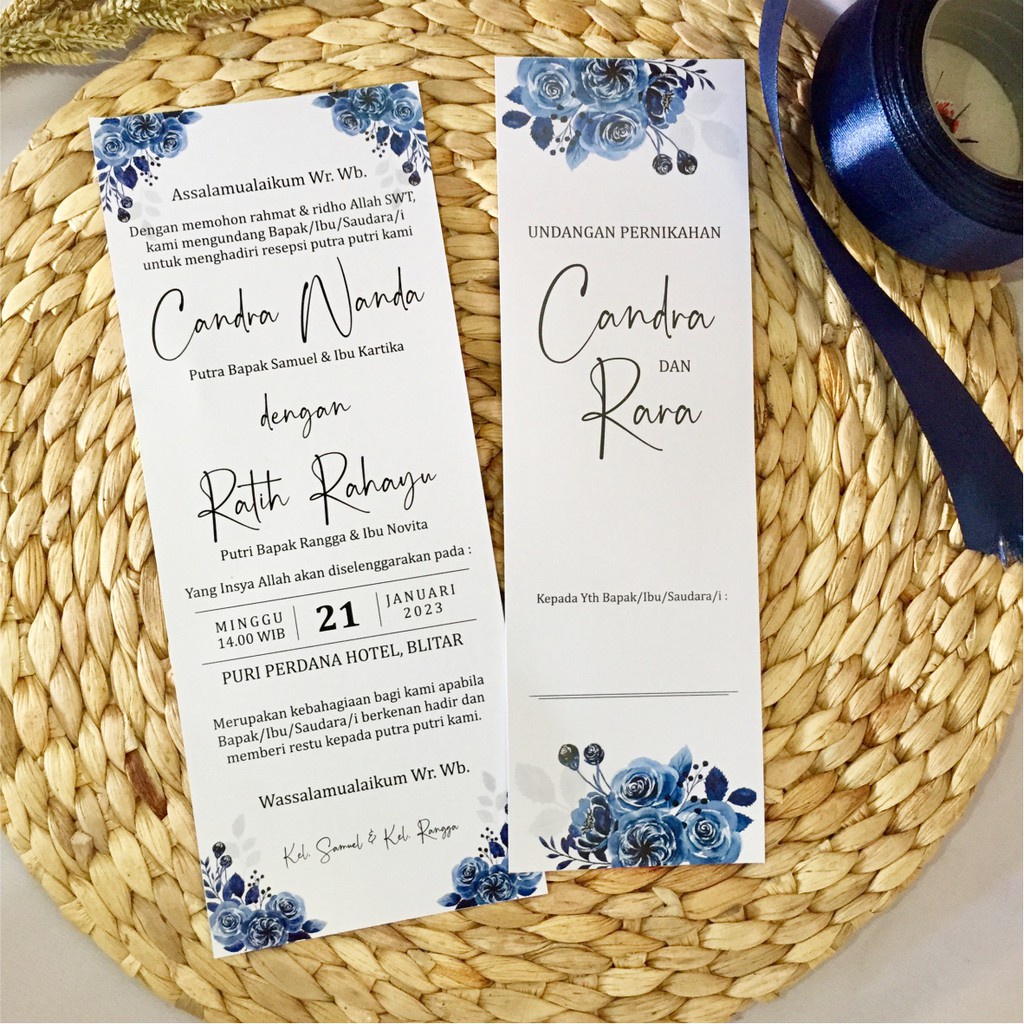 Assalamualaikum Wr. Wb.
Dengan memohon rahmat & ridho Allah SWT,
kami mengundang Bapak/Ibu/Saudara/i
untuk menghadiri resepsi putra putri kami
Candra Nanda
Putra Bapak Samuel & Ibu Kartika
dengan
Ratih Rahayu
Putri Bapak Rangga & Ibu Novita
Yang Insya Allah akan diselenggarakan pada :
MINGGU
14.00 WIB
21
JANUARI
2023
PURI PERDANA HOTEL, BLITAR
Merupakan kebahagiaan bagi kami apabila
Bapak/Ibu/Saudara/i berkenan hadir dan
memberi restu kepada putra putri kami.
Wassalamualaikum Wr. Wb.
Kel. Samuel & Kel. Rangga
UNDANGAN PERNIKAHAN
Candra
DAN
Rara
Kepada Yth Bapak/Ibu/Saudara/i :